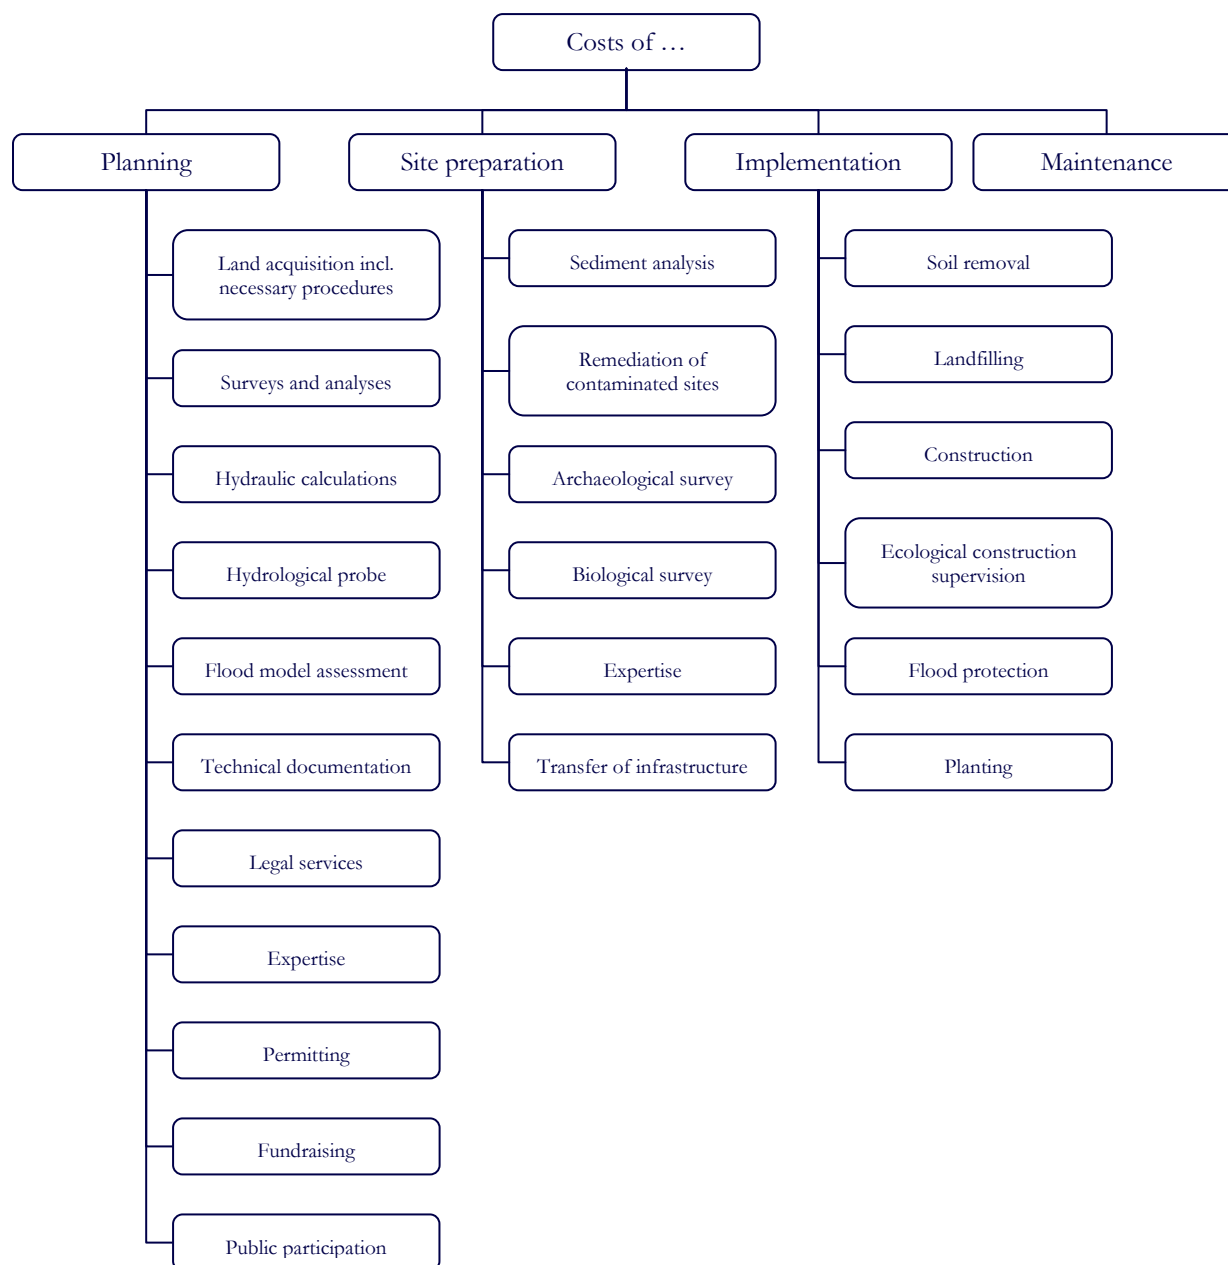 Costs of …
Planning
Site preparation
Implementation
Maintenance
Land acquisition incl.
necessary procedures
Surveys and analyses
Hydraulic calculations
Hydrological probe
Flood model assessment
Technical documentation
Legal services
Expertise
Permitting
Fundraising
Public participation
Sediment analysis
Remediation of
contaminated sites
Archaeological survey
Biological survey
Expertise
Transfer of infrastructure
Soil removal
Landfilling
Construction
Ecological construction
supervision
Flood protection
Planting